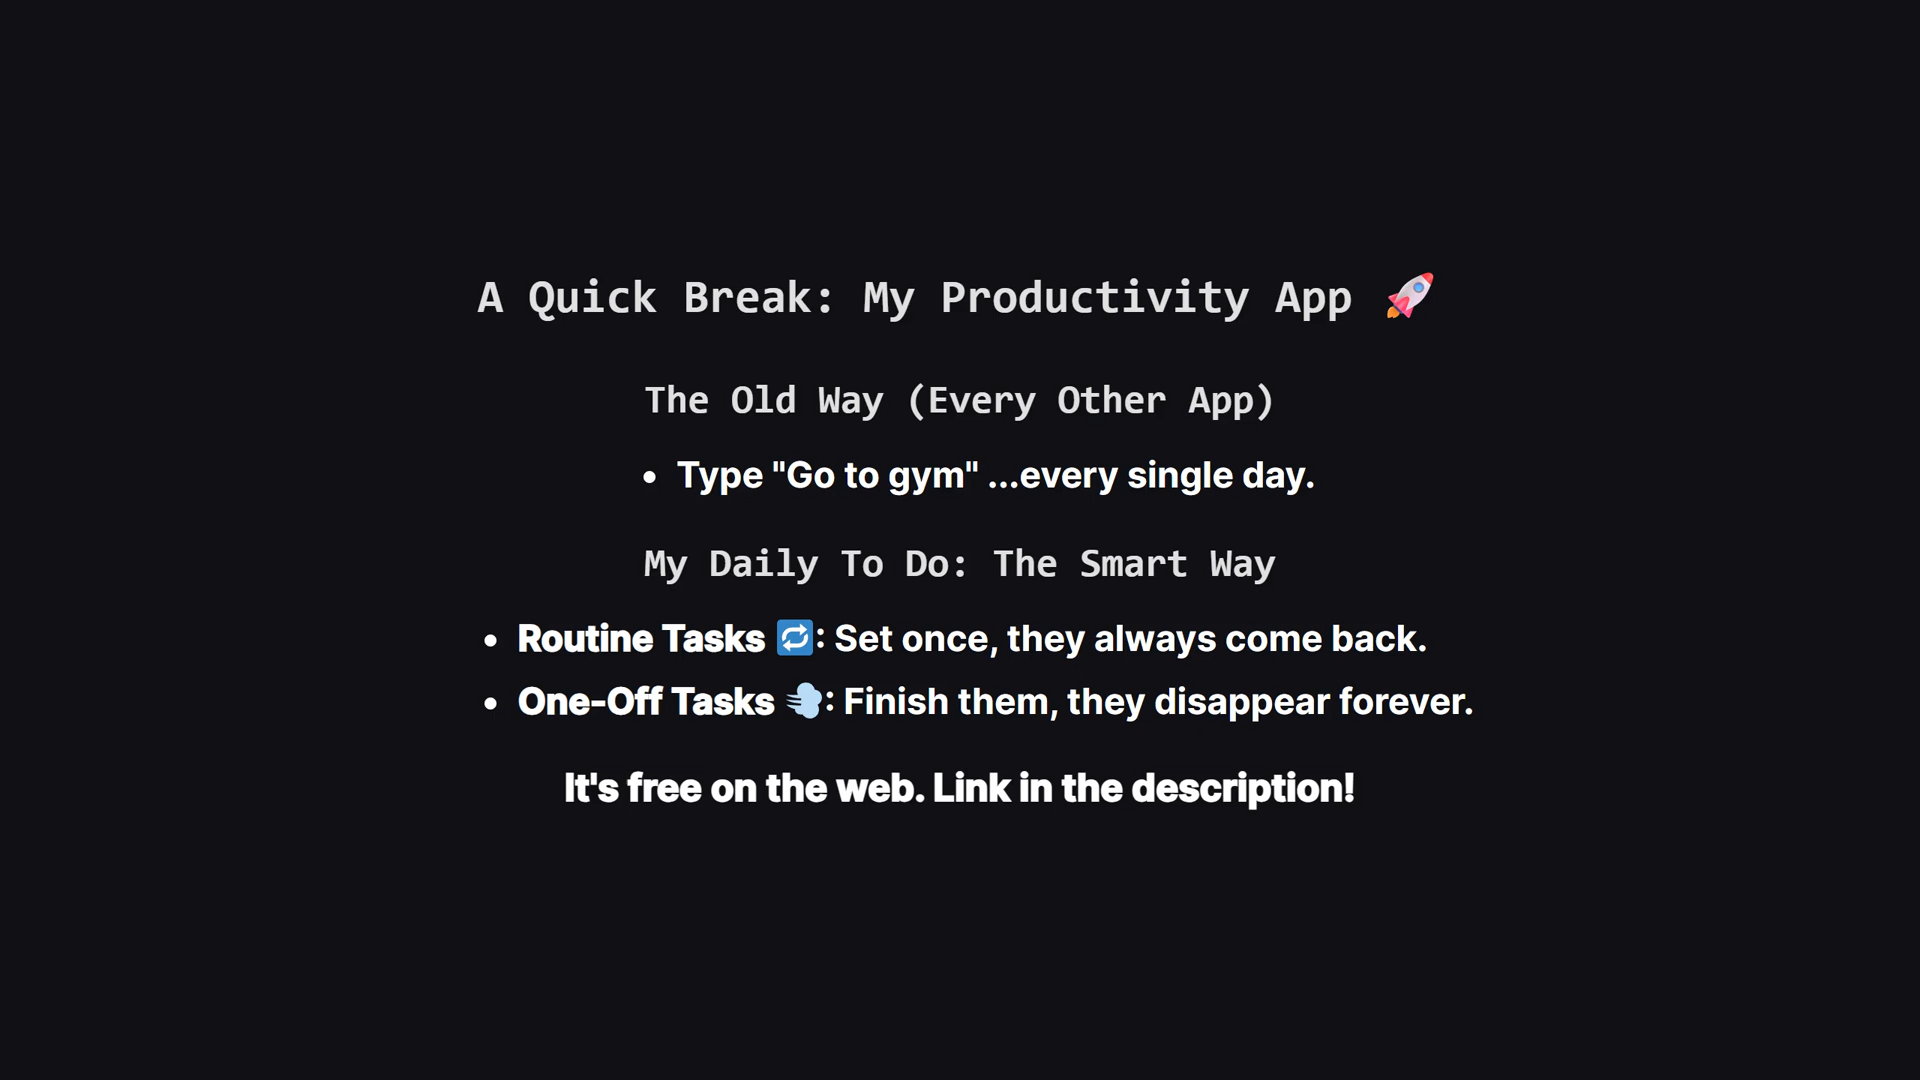 A Quick Break: My Productivity App 🚀
The Old Way (Every Other App)
• Type "Go to gym" ...every single day.
My Daily To Do: The Smart Way
• Routine Tasks 🔁: Set once, they always come back.
• One-Off Tasks 💨: Finish them, they disappear forever.
It's free on the web. Link in the description!